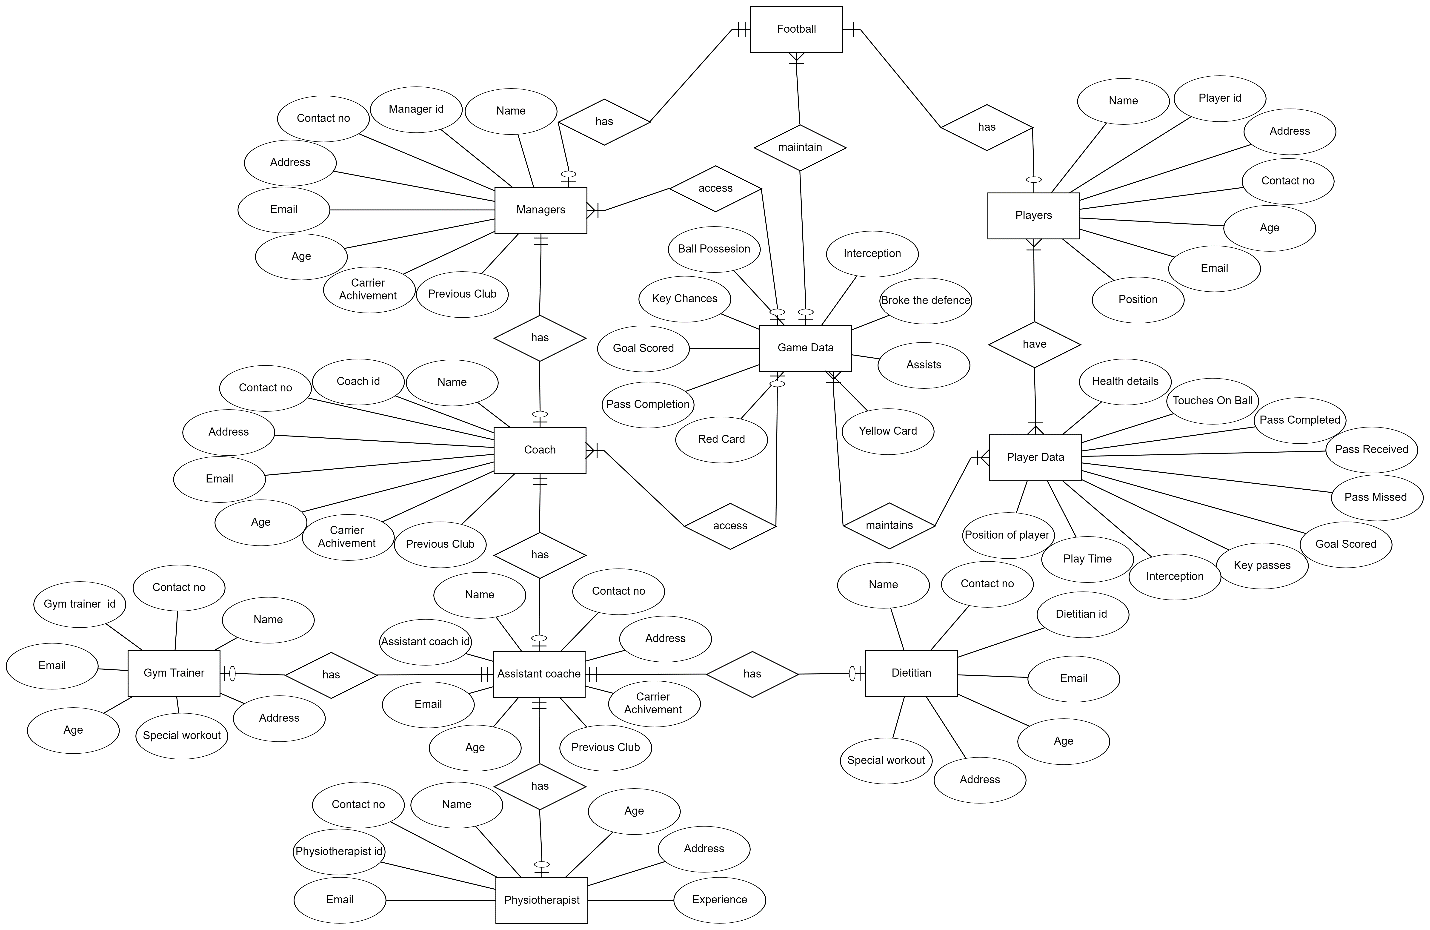 Football
Name
Player id
Manager id
Name
Contact no
has
has
Address
maiintain
Address
Contact no
access
Email
Managers
Players
Age
Ball Possesion
Interception
Age
Email
Carrier
Achivement
Previous Club
Key Chances
Broke the defence
Position
has
Goal Scored
Game Data
have
Assists
Contact no
Coach id
Name
Health details
Touches On Ball
Pass Completion
Pass Completed
Address
Red Card
Yellow Card
Coach
Player Data
Pass Received
Emall
Pass Missed
Age
Carrier
Achivement
Previous Club
access
maintains
Position of player
Goal Scored
has
Play Time
Key passes
Interception
Contact no
Name
Contact no
Name
Contact no
Gym trainer  id
Name
Dietitian id
Assistant coach id
Address
Email
Gym Trainer
has
Assistant coache
has
Dietitian
Email
Email
Carrier
Achivement
Address
Age
Special workout
Age
Previous Club
Age
Special workout
Address
has
Contact no
Name
Age
Physiotherapist id
Address
Email
Physiotherapist
Experience